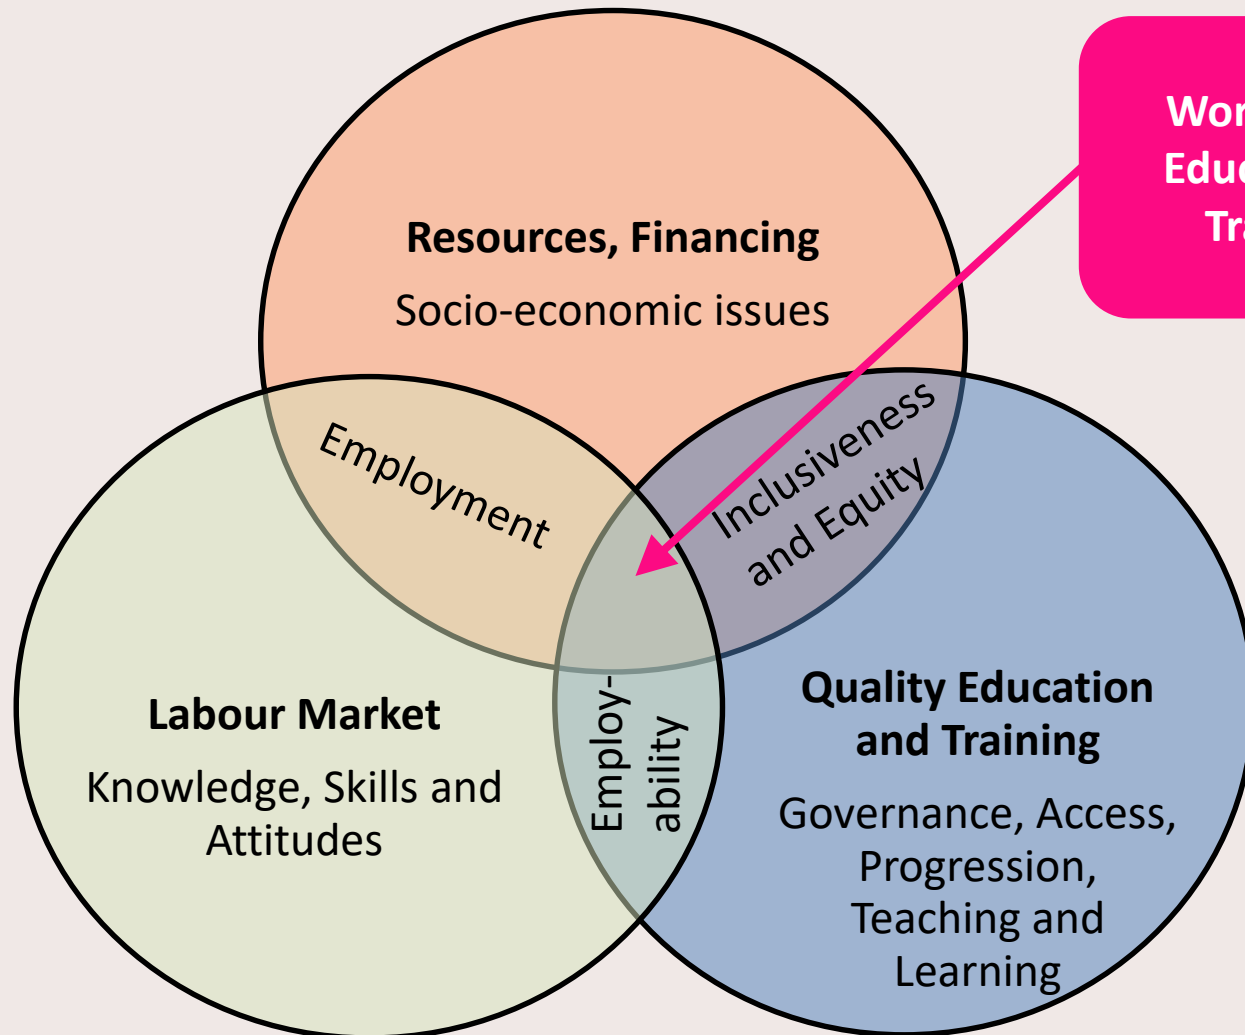 Resources, Financing
Socio-economic issues
Employment
Inclusiveness
and Equity
Labour Market
Knowledge, Skills and
Attitudes
Employ-
ability
Quality Education
and Training
Governance, Access,
Progression,
Teaching and
Learning